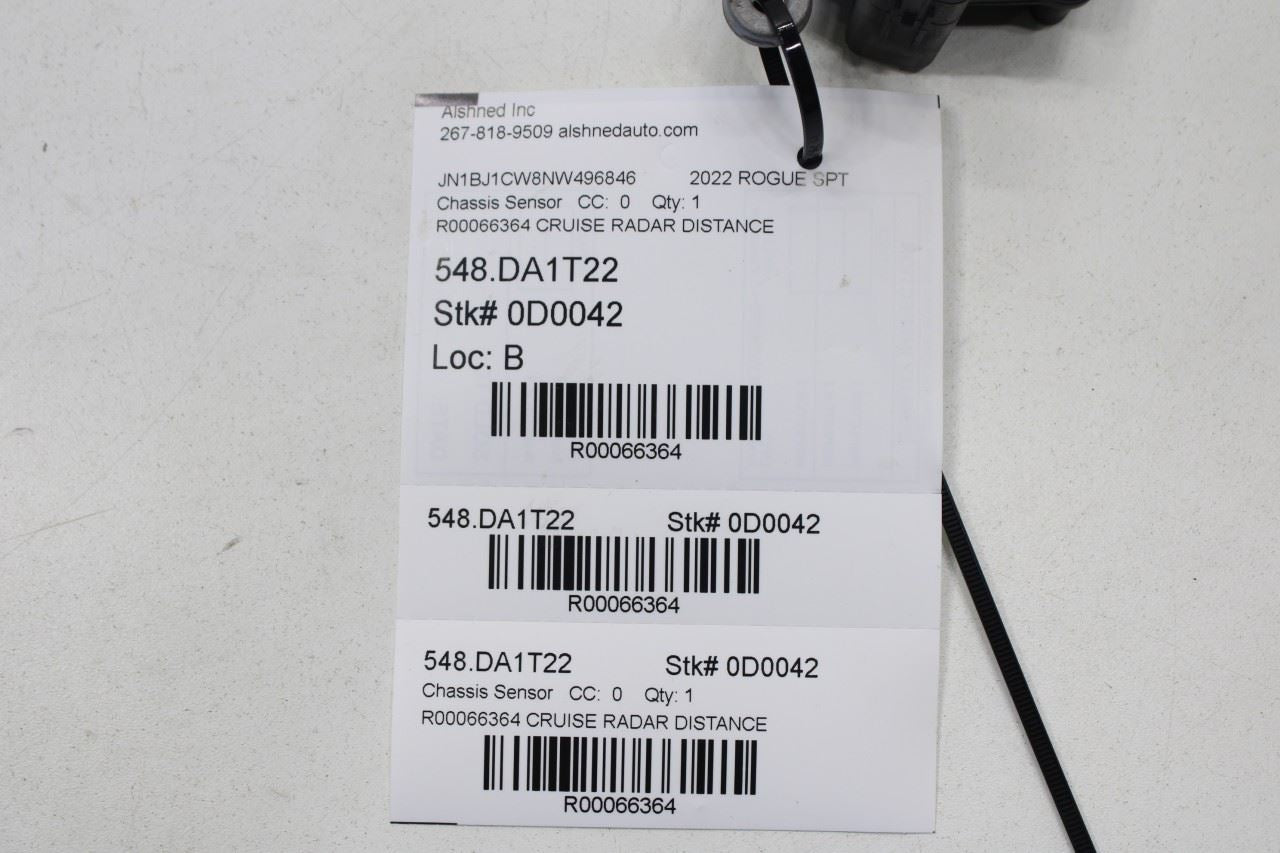 Alshned Inc
267-818-9509 alshnedauto.com
JN1BJ1CW8NW496846 2022 ROGUE SPT
Chassis Sensor CC: 0 Qty: 1
R00066364 CRUISE RADAR DISTANCE
548.DA1T22
Stk# 0D0042
Loc: B
R00066364
548.DA1T22 Stk# 0D0042
R00066364
548.DA1T22 Stk# 0D0042
Chassis Sensor CC: 0 Qty: 1
R00066364 CRUISE RADAR DISTANCE
R00066364